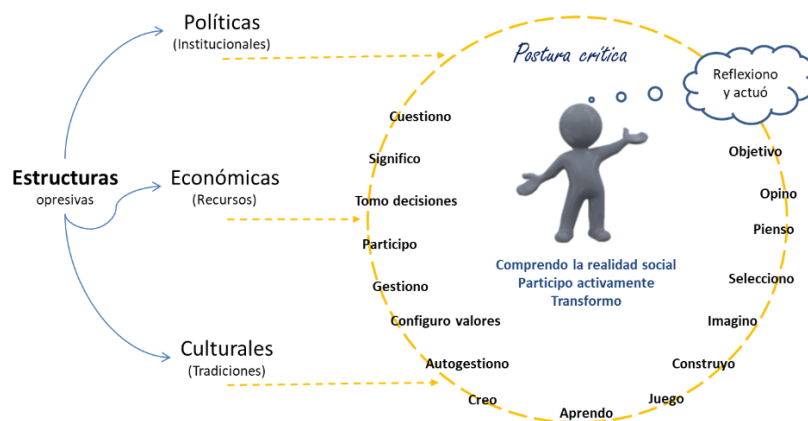 Políticas
(Institucionales)
Estructuras
opresivas
Económicas
(Recursos)
Culturales
(Tradiciones)
Postura crítica
Reflexiono
y actuó
Cuestiono
Significo
Tomo decisiones
Participo
Gestiono
Configuro valores
Autogestiono
Creo
Aprendo
Juego
Construyo
Imagino
Selecciono
Pienso
Opino
Objetivo
Comprendo la realidad social
Participo activamente
Transformo